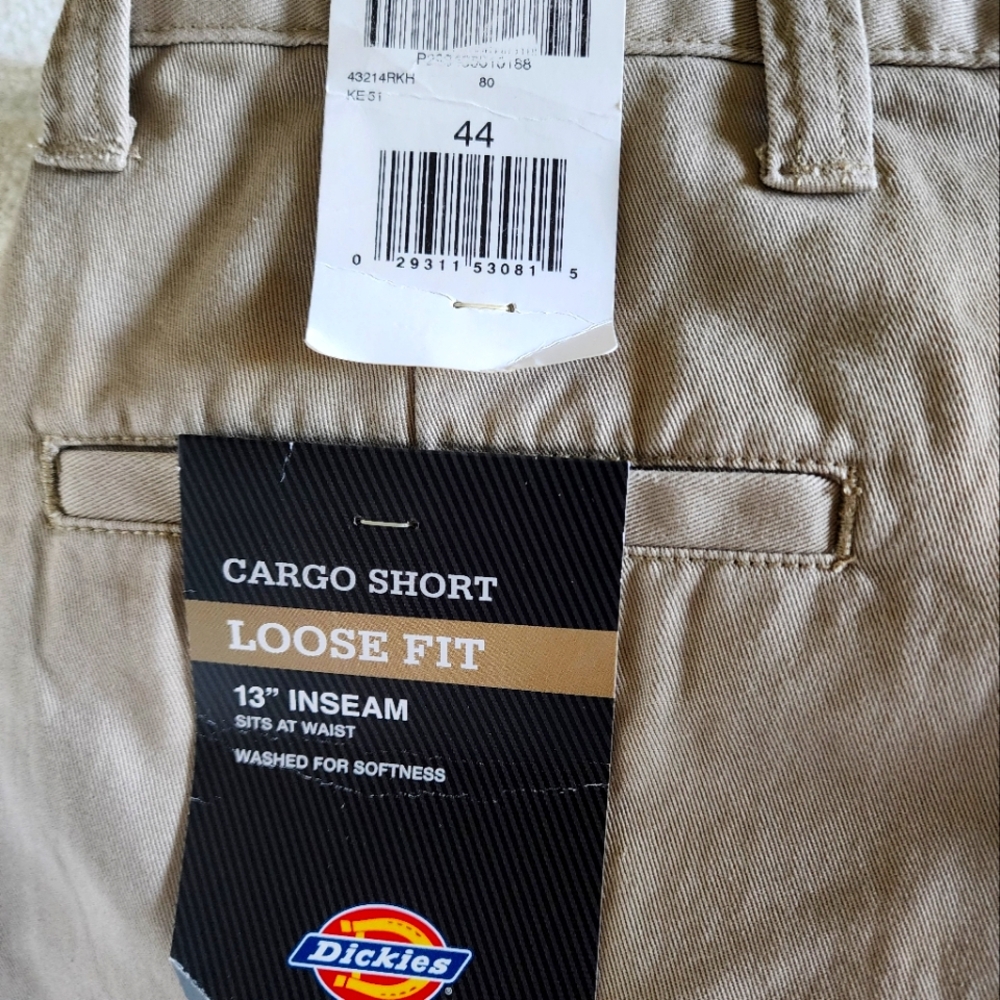 43214RKH 80
KE51
44
0 29311 53081 5
CARGO SHORT
LOOSE FIT
13” INSEAM
SITS AT WAIST
WASHED FOR SOFTNESS
Dickies